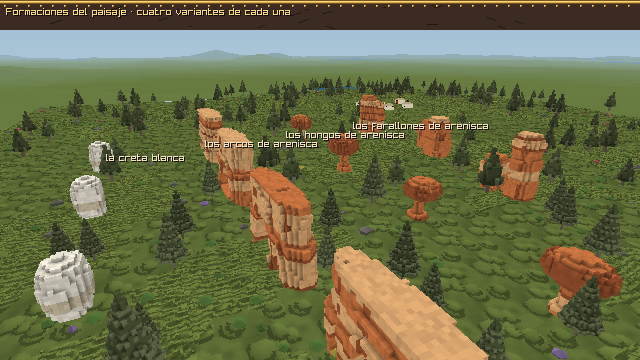 Formaciones del paisaje · cuatro variantes de cada una
los farallones de arenisca
los hongos de arenisca
los arcos de arenisca
la creta blanca